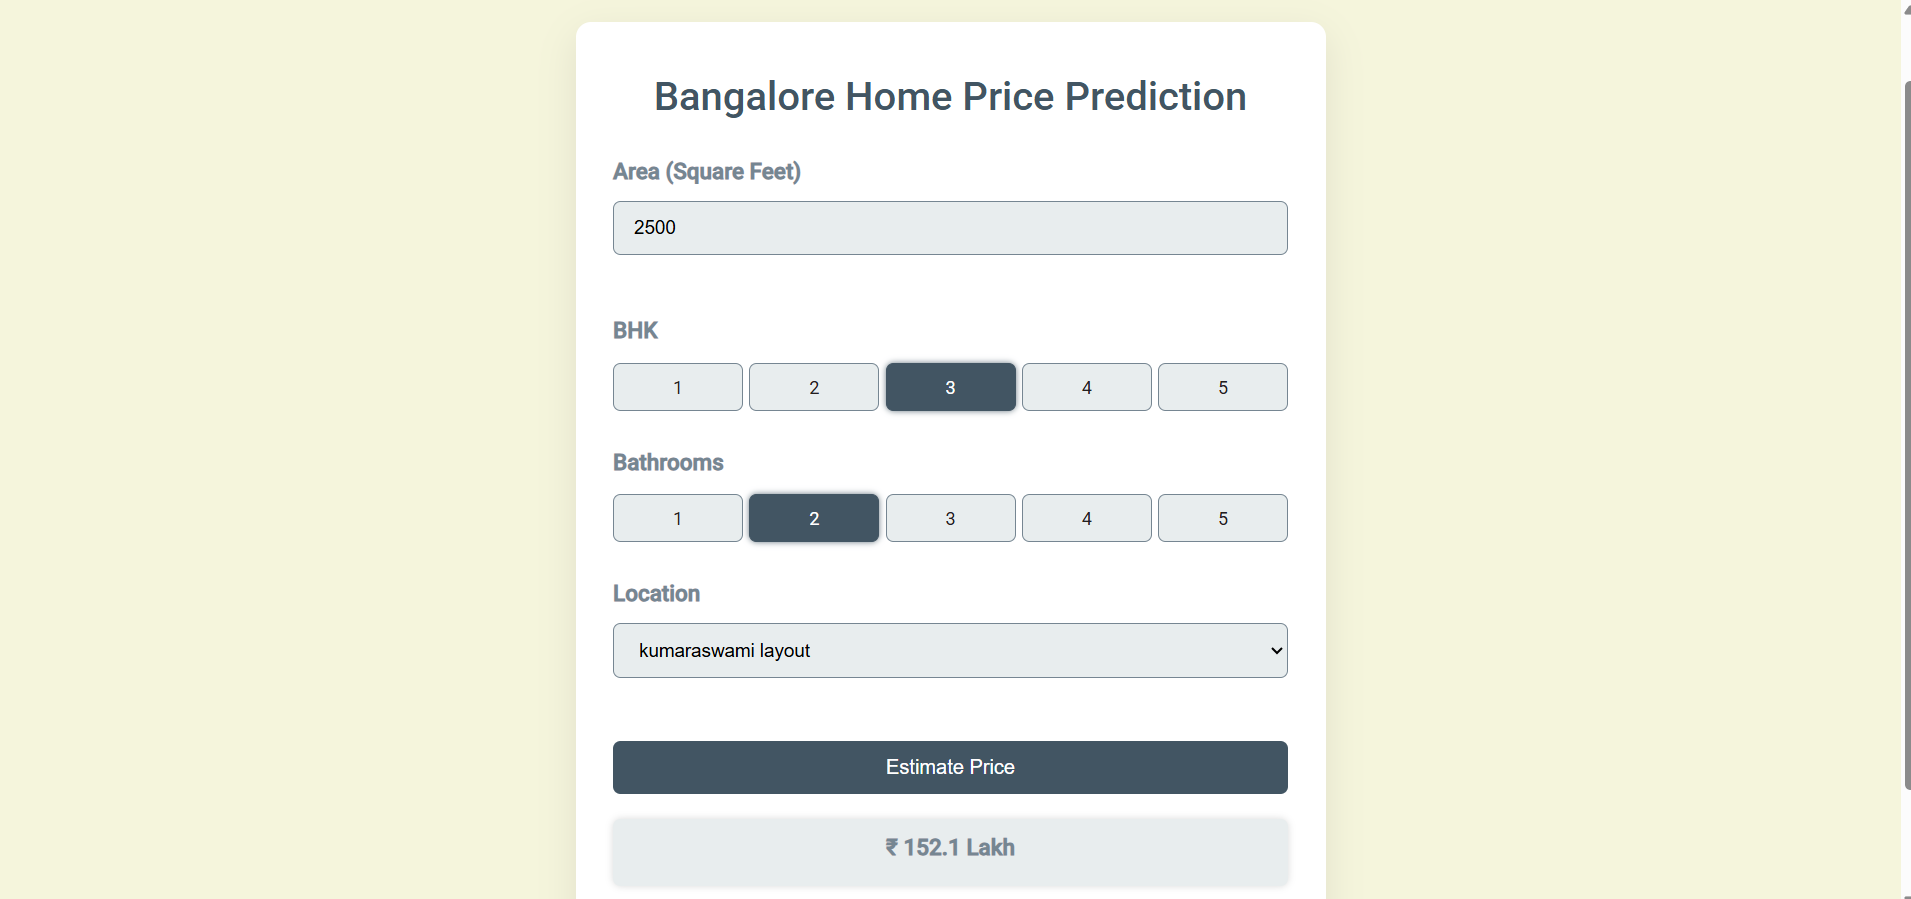 Bangalore Home Price Prediction
Area (Square Feet)
2500
BHK
1 2 3 4 5
Bathrooms
1 2 3 4 5
Location
kumaraswami layout
Estimate Price
₹ 152.1 Lakh